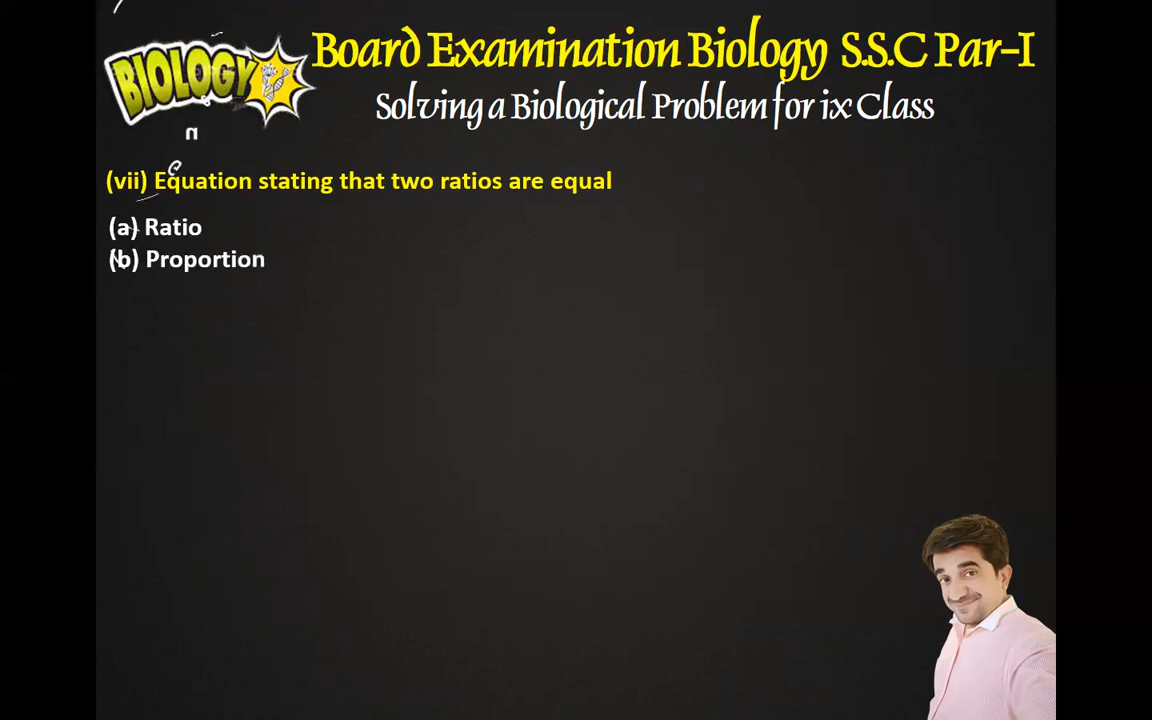 BIOLOGY
Board Examination Biology S.S.C Par-I
Solving a Biological Problem for ix Class
n
e
(vii) Equation stating that two ratios are equal
(a) Ratio
(b) Proportion